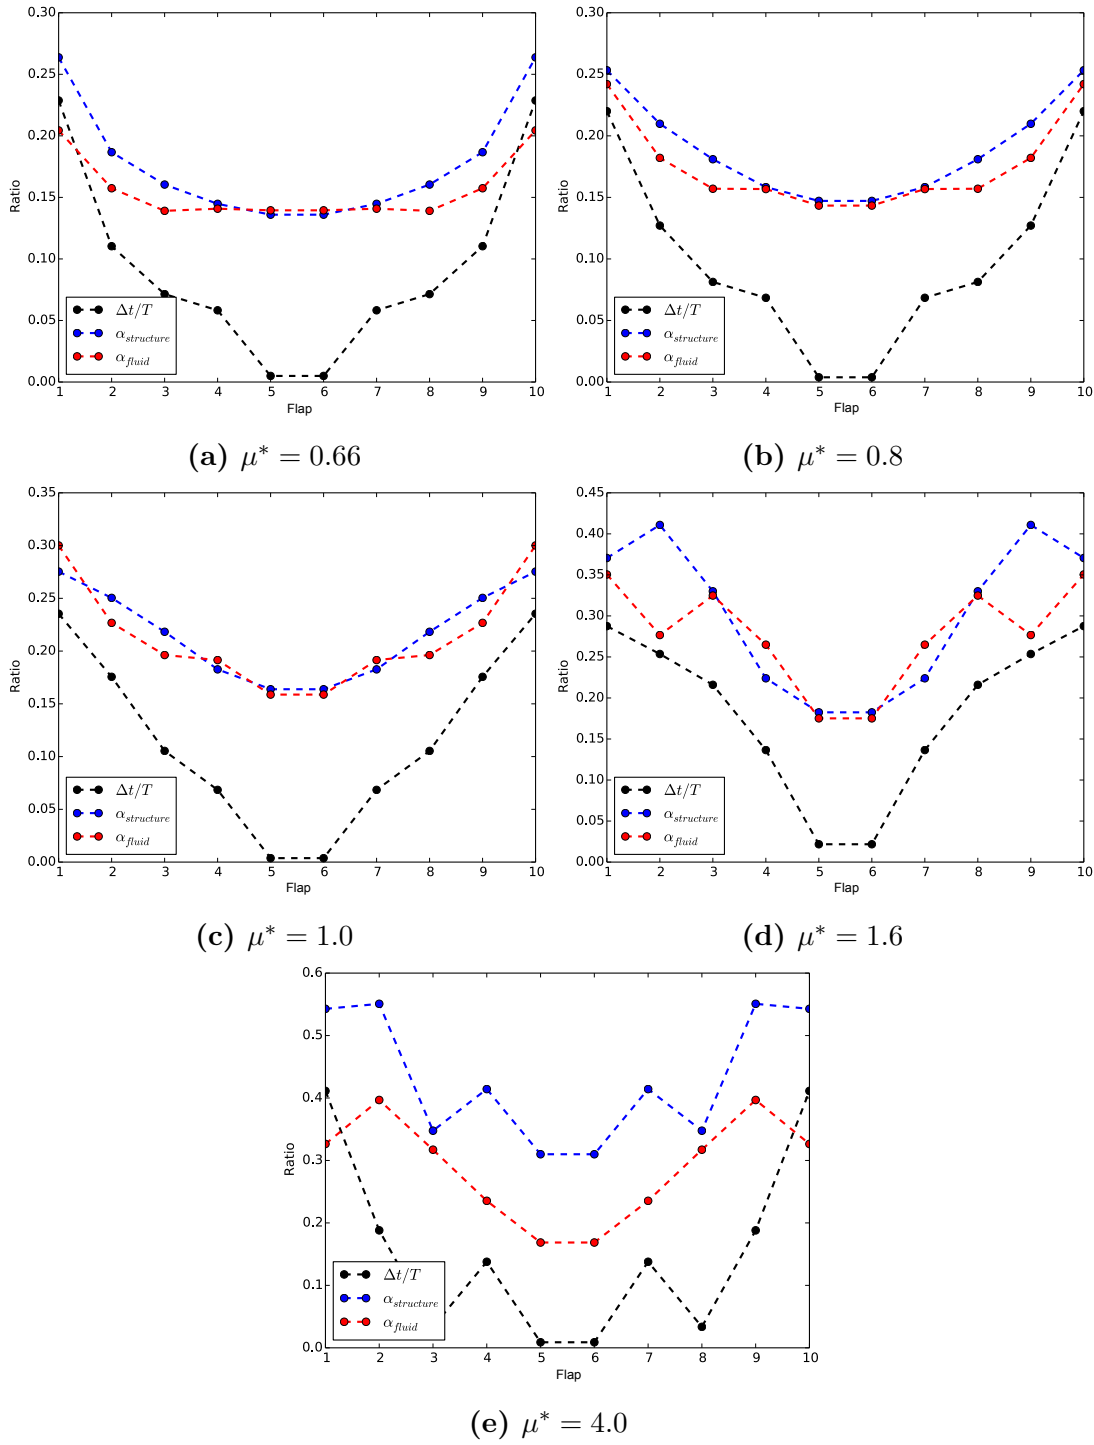 0.30
0.25
0.20
0.15
0.10
0.05
0.00
Ratio
Δt/T
α_structure
α_fluid
1 2 3 4 5 6 7 8 9 10
Flap
(a) μ* = 0.66
0.30
0.25
0.20
0.15
0.10
0.05
0.00
Ratio
Δt/T
α_structure
α_fluid
1 2 3 4 5 6 7 8 9 10
Flap
(b) μ* = 0.8
0.35
0.30
0.25
0.20
0.15
0.10
0.05
0.00
Ratio
Δt/T
α_structure
α_fluid
1 2 3 4 5 6 7 8 9 10
Flap
(c) μ* = 1.0
0.45
0.40
0.35
0.30
0.25
0.20
0.15
0.10
0.05
0.00
Ratio
Δt/T
α_structure
α_fluid
1 2 3 4 5 6 7 8 9 10
Flap
(d) μ* = 1.6
0.6
0.5
0.4
0.3
0.2
0.1
0.0
Ratio
Δt/T
α_structure
α_fluid
1 2 3 4 5 6 7 8 9 10
Flap
(e) μ* = 4.0